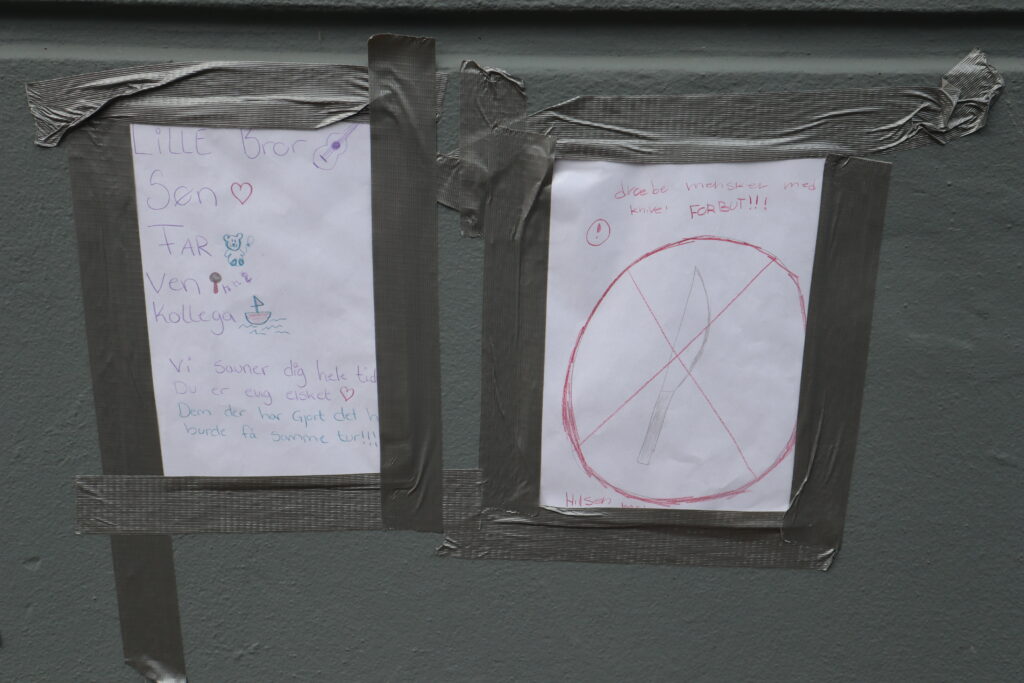 LILLE Bror
Søn
FAR
Ven
Kollega
Vi savner dig hele tid
Du er evig elsket
Dem der har Gjort det h
burde få samme tur!!!
dræbe mensker med
knive! FORBUT!!!
!
Hilsen